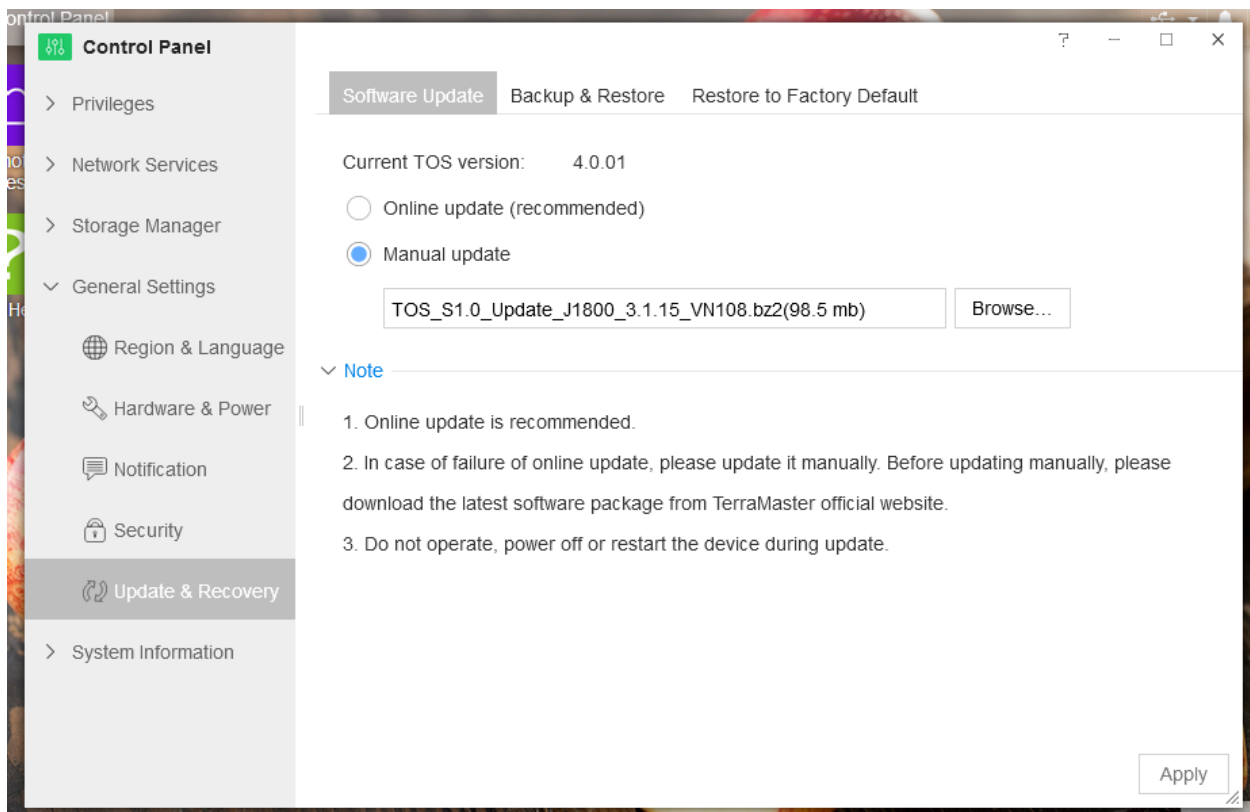 Control Panel
Privileges
Network Services
Storage Manager
General Settings
Region & Language
Hardware & Power
Notification
Security
Update & Recovery
System Information
Software Update Backup & Restore Restore to Factory Default
Current TOS version: 4.0.01
Online update (recommended)
Manual update
TOS_S1.0_Update_J1800_3.1.15_VN108.bz2(98.5 mb) Browse...
Note
1. Online update is recommended.
2. In case of failure of online update, please update it manually. Before updating manually, please
download the latest software package from TerraMaster official website.
3. Do not operate, power off or restart the device during update.
Apply